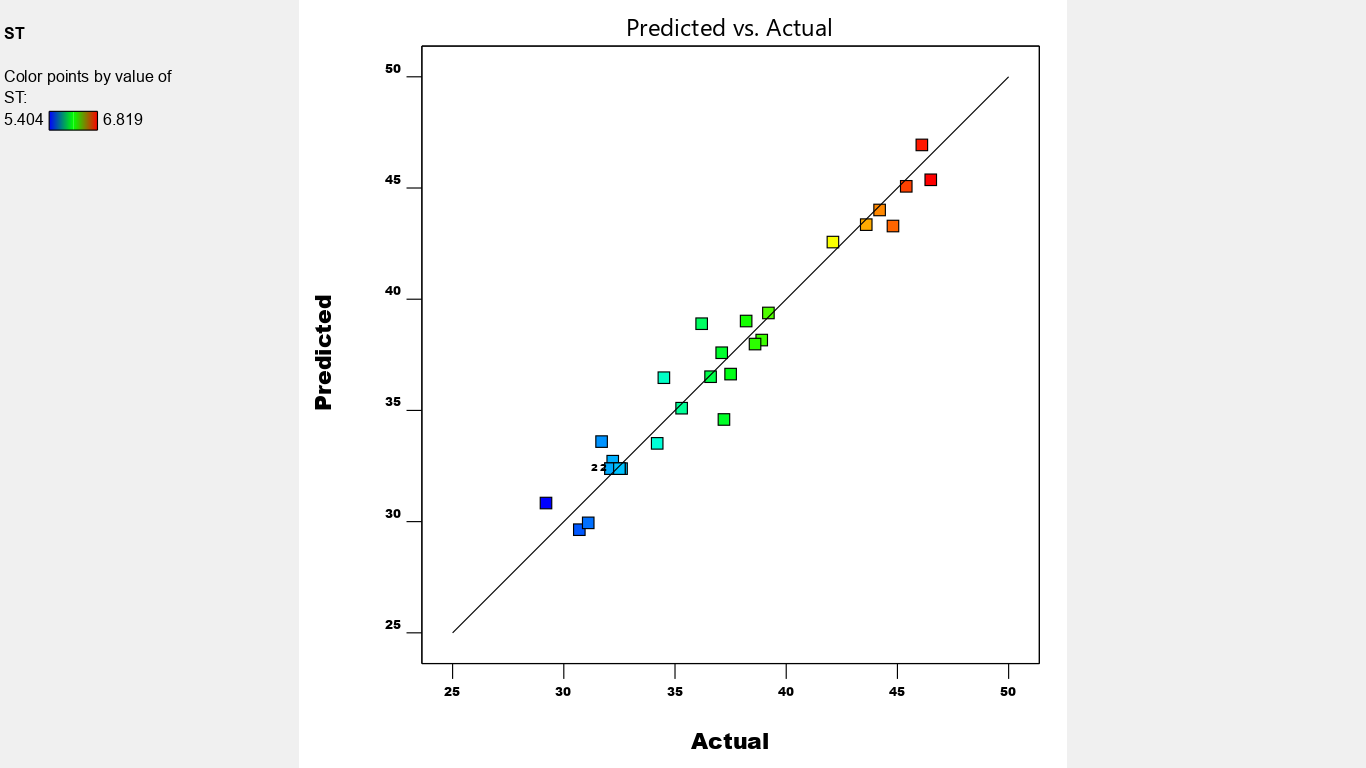 ST
Color points by value of
ST:
5.404 6.819
Predicted vs. Actual
Predicted
50
45
40
35
30
25
2 2
25 30 35 40 45 50
Actual